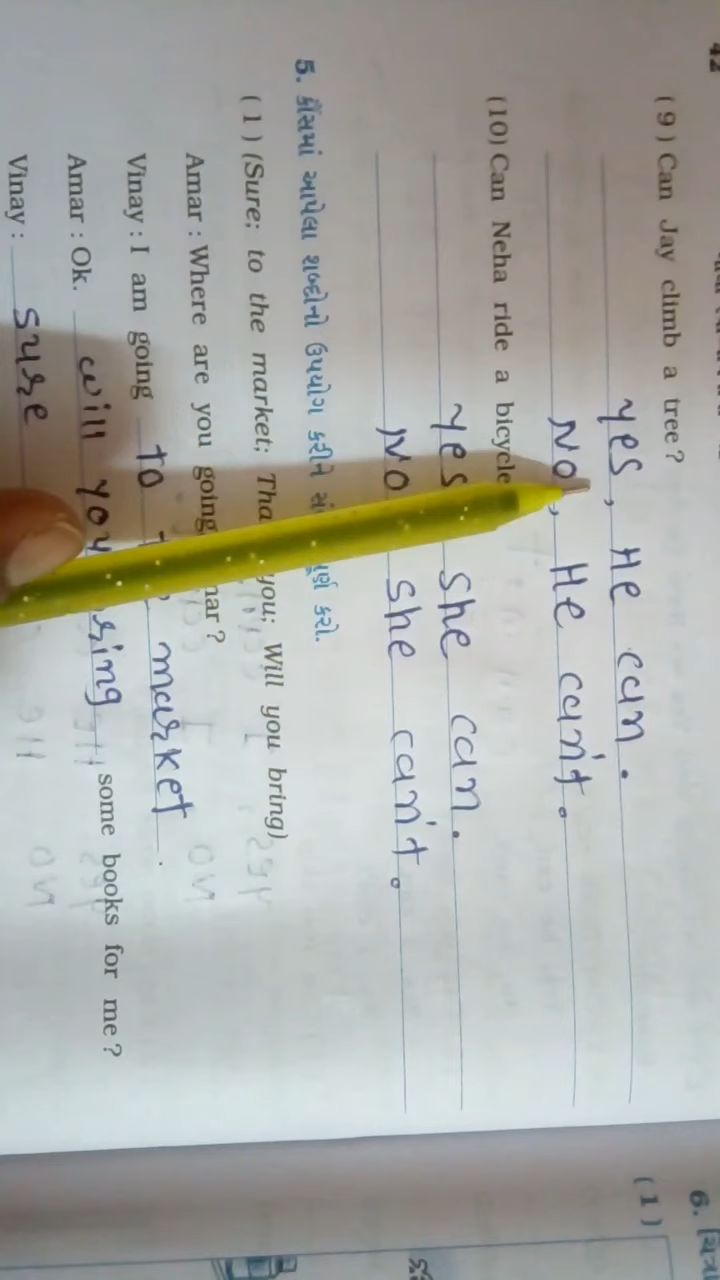 42
(9) Can Jay climb a tree?
yes, He can.
No, He can't.
(10) Can Neha ride a bicycle
yes she can.
No she can't.
5. કૌંસમાં આપેલા શબ્દોનો ઉપયોગ કરીને
(1) (Sure; to the market; you; Will you bring)
Amar : Where are you going
Vinay : I am going to market.
Amar : Ok. will you some books for me?
Vinay : sure
6.
(1)